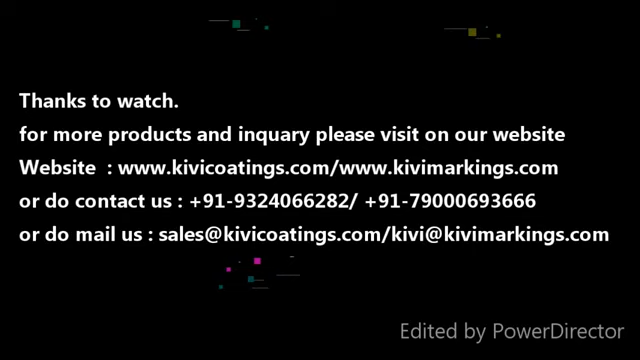 Thanks to watch.
for more products and inquary please visit on our website
Website : www.kivicoatings.com/www.kivimarkings.com
or do contact us : +91-9324066282/ +91-79000693666
or do mail us : sales@kivicoatings.com/kivi@kivimarkings.com
Edited by PowerDirector